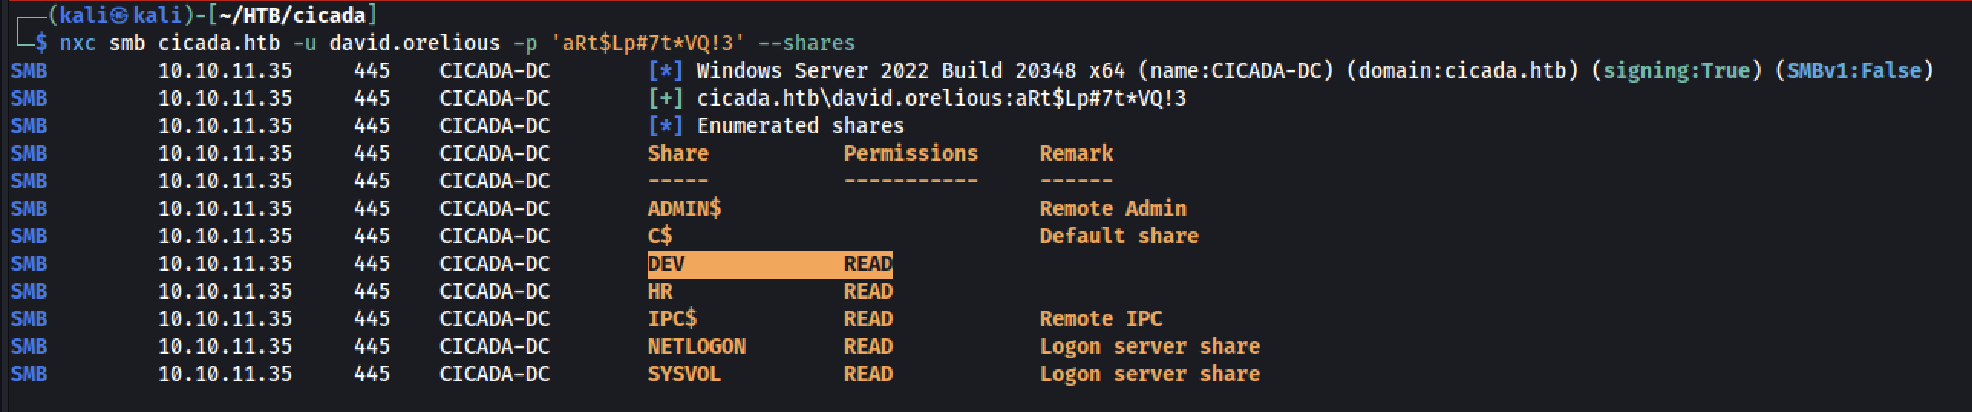 ┌──(kali㉿kali)-[~/HTB/cicada]
└─$ nxc smb cicada.htb -u david.orelious -p 'aRt$Lp#7t*VQ!3' --shares
SMB         10.10.11.35     445    CICADA-DC        [*] Windows Server 2022 Build 20348 x64 (name:CICADA-DC) (domain:cicada.htb) (signing:True) (SMBv1:False)
SMB         10.10.11.35     445    CICADA-DC        [+] cicada.htb\david.orelious:aRt$Lp#7t*VQ!3
SMB         10.10.11.35     445    CICADA-DC        [*] Enumerated shares
SMB         10.10.11.35     445    CICADA-DC        Share           Permissions     Remark
SMB         10.10.11.35     445    CICADA-DC        -----           -----------     ------
SMB         10.10.11.35     445    CICADA-DC        ADMIN$                          Remote Admin
SMB         10.10.11.35     445    CICADA-DC        C$                              Default share
SMB         10.10.11.35     445    CICADA-DC        DEV             READ
SMB         10.10.11.35     445    CICADA-DC        HR              READ
SMB         10.10.11.35     445    CICADA-DC        IPC$            READ            Remote IPC
SMB         10.10.11.35     445    CICADA-DC        NETLOGON        READ            Logon server share
SMB         10.10.11.35     445    CICADA-DC        SYSVOL          READ            Logon server share